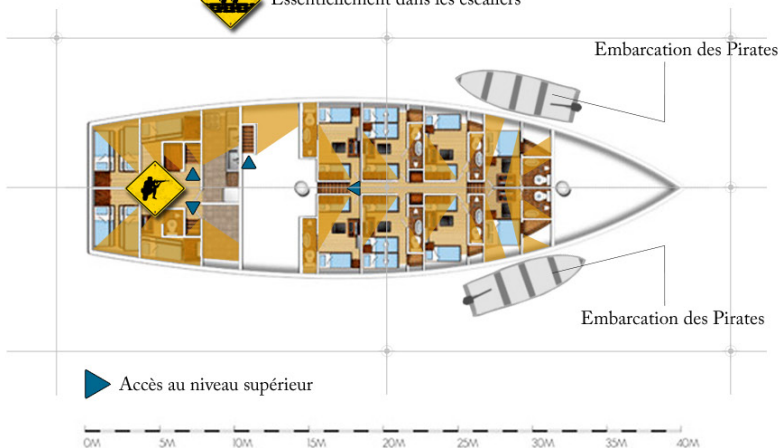 Essentiellement dans les escaliers
Embarcation des Pirates
Embarcation des Pirates
Accès au niveau supérieur
0M 5M 10M 15M 20M 25M 30M 35M 40M